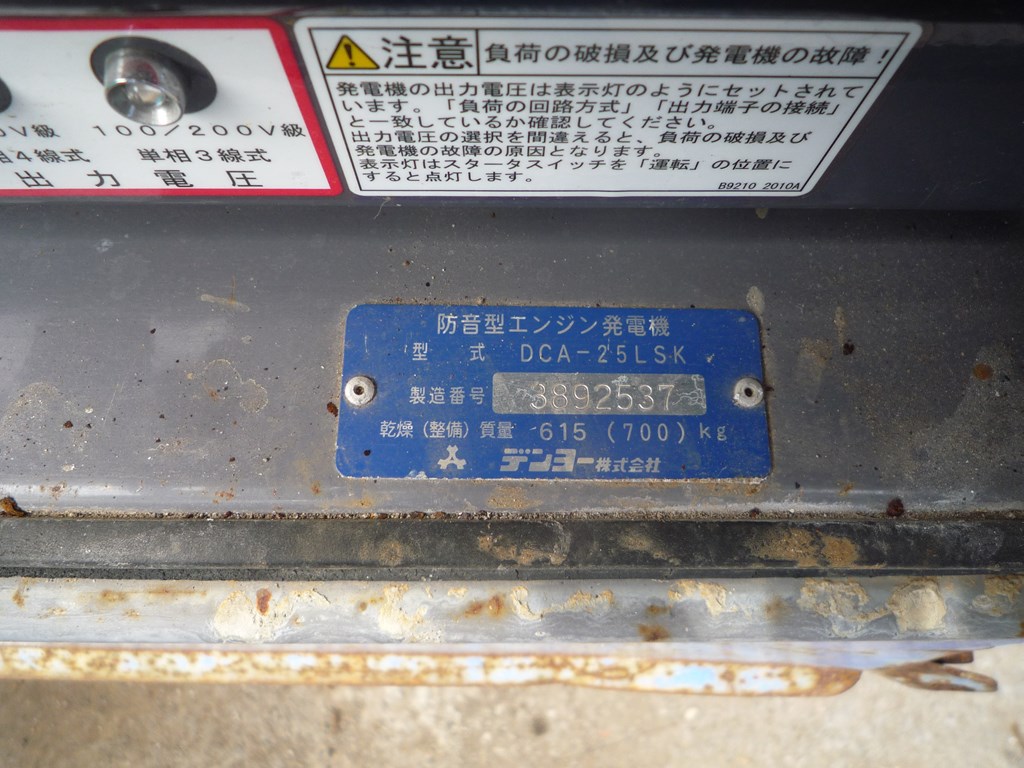 注意 負荷の破損及び発電機の故障！
発電機の出力電圧は表示灯のようにセットされて
います。「負荷の回路方式」「出力端子の接続」
と一致しているか確認してください。
出力電圧の選択を間違えると、負荷の破損及び
発電機の故障の原因となります。
表示灯はスタータスイッチを「運転」の位置に
すると点灯します。
B9210 2010A
V級 100/200V級
4線式 単相3線式
出力電圧
防音型エンジン発電機
型式 DCA-25LSK
製造番号 3892537
乾燥(整備)質量 615 (700) kg
デンヨー株式会社